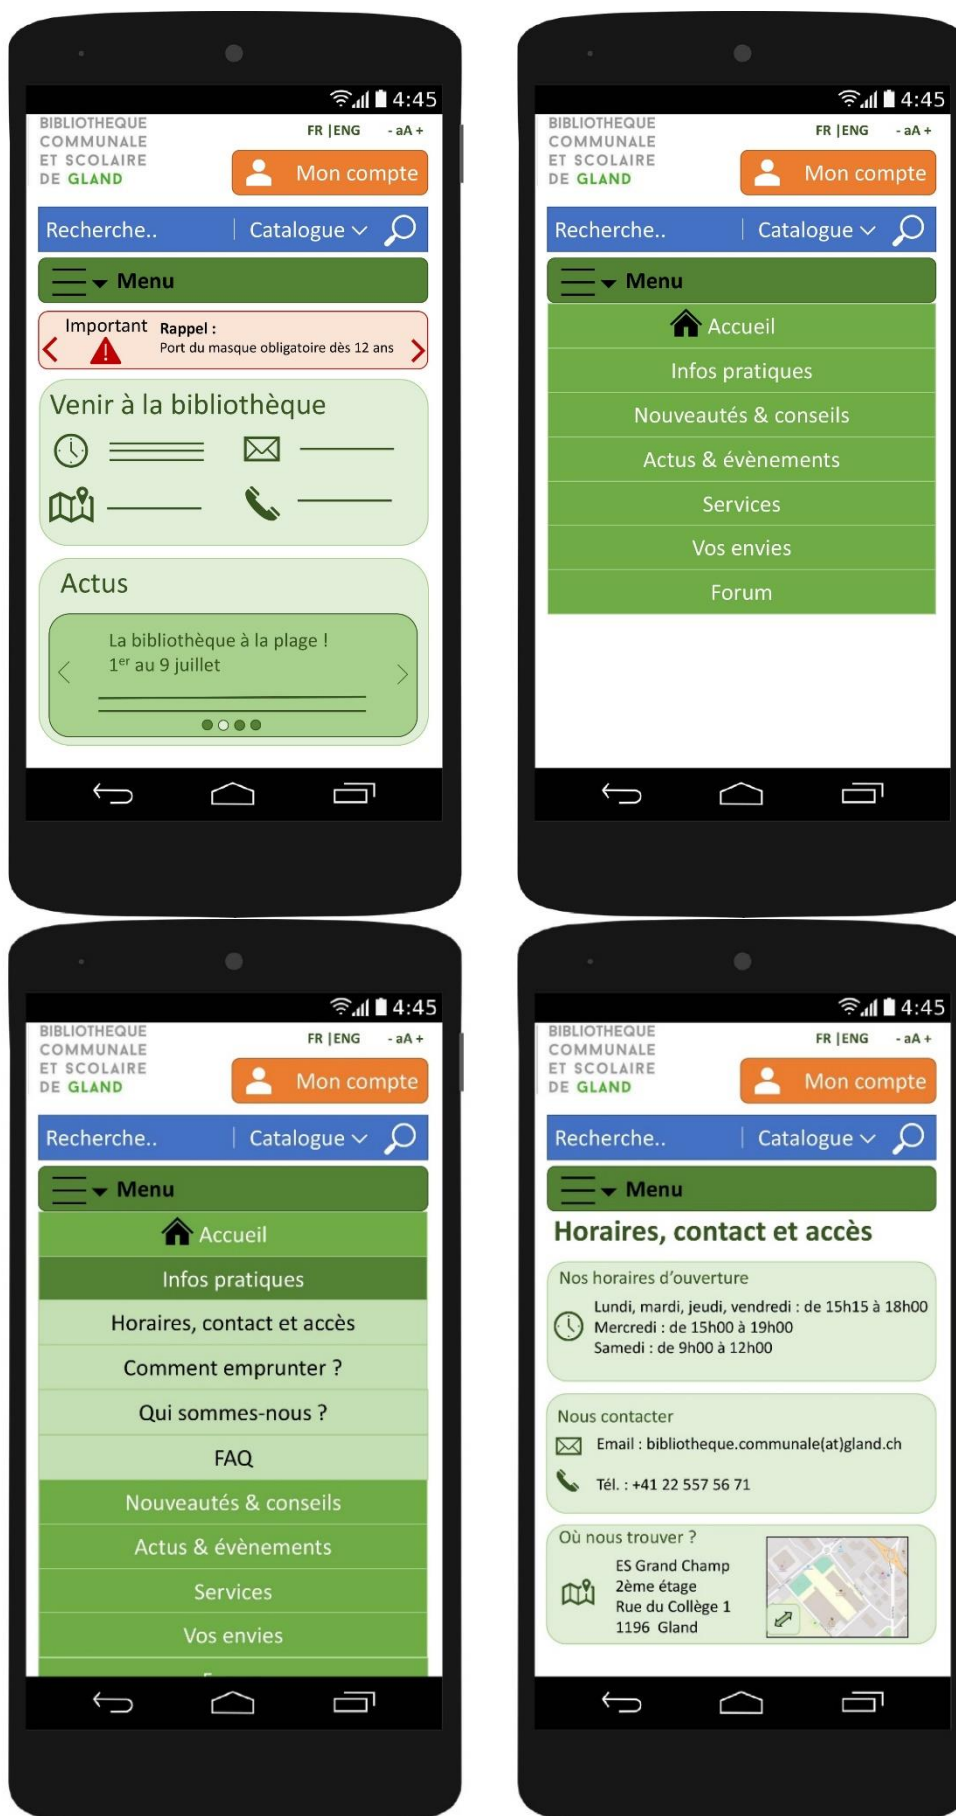 4:45
BIBLIOTHEQUE
COMMUNALE
ET SCOLAIRE
DE GLAND
FR |ENG - aA +
Mon compte
Recherche.. | Catalogue
Menu
Important
Rappel :
Port du masque obligatoire dès 12 ans
Venir à la bibliothèque
Actus
La bibliothèque à la plage !
1er au 9 juillet
4:45
BIBLIOTHEQUE
COMMUNALE
ET SCOLAIRE
DE GLAND
FR |ENG - aA +
Mon compte
Recherche.. | Catalogue
Menu
Accueil
Infos pratiques
Nouveautés & conseils
Actus & évènements
Services
Vos envies
Forum
4:45
BIBLIOTHEQUE
COMMUNALE
ET SCOLAIRE
DE GLAND
FR |ENG - aA +
Mon compte
Recherche.. | Catalogue
Menu
Accueil
Infos pratiques
Horaires, contact et accès
Comment emprunter ?
Qui sommes-nous ?
FAQ
Nouveautés & conseils
Actus & évènements
Services
Vos envies
4:45
BIBLIOTHEQUE
COMMUNALE
ET SCOLAIRE
DE GLAND
FR |ENG - aA +
Mon compte
Recherche.. | Catalogue
Menu
Horaires, contact et accès
Nos horaires d'ouverture
Lundi, mardi, jeudi, vendredi : de 15h15 à 18h00
Mercredi : de 15h00 à 19h00
Samedi : de 9h00 à 12h00
Nous contacter
Email : bibliotheque.communale(at)gland.ch
Tél. : +41 22 557 56 71
Où nous trouver ?
ES Grand Champ
2ème étage
Rue du Collège 1
1196 Gland